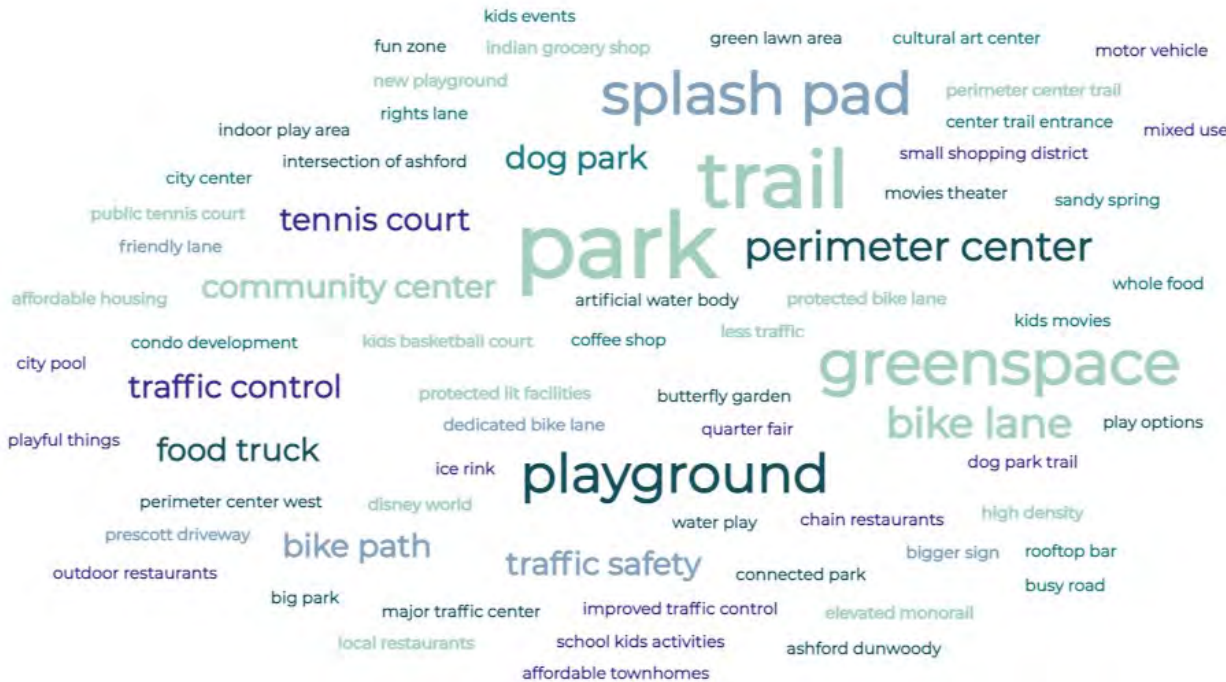 kids events
fun zone
indian grocery shop
green lawn area
cultural art center
motor vehicle
new playground
splash pad
perimeter center trail
rights lane
center trail entrance
mixed use
indoor play area
intersection of ashford
dog park
trail
small shopping district
city center
movies theater
sandy spring
public tennis court
tennis court
park
perimeter center
friendly lane
community center
affordable housing
artificial water body
protected bike lane
whole food
condo development
kids basketball court
coffee shop
less traffic
kids movies
city pool
greenspace
traffic control
protected lit facilities
butterfly garden
bike lane
play options
playful things
dedicated bike lane
quarter fair
food truck
ice rink
playground
dog park trail
perimeter center west
disney world
water play
chain restaurants
high density
prescott driveway
bike path
traffic safety
bigger sign
rooftop bar
outdoor restaurants
connected park
busy road
big park
major traffic center
improved traffic control
elevated monorail
local restaurants
school kids activities
ashford dunwoody
affordable townhomes